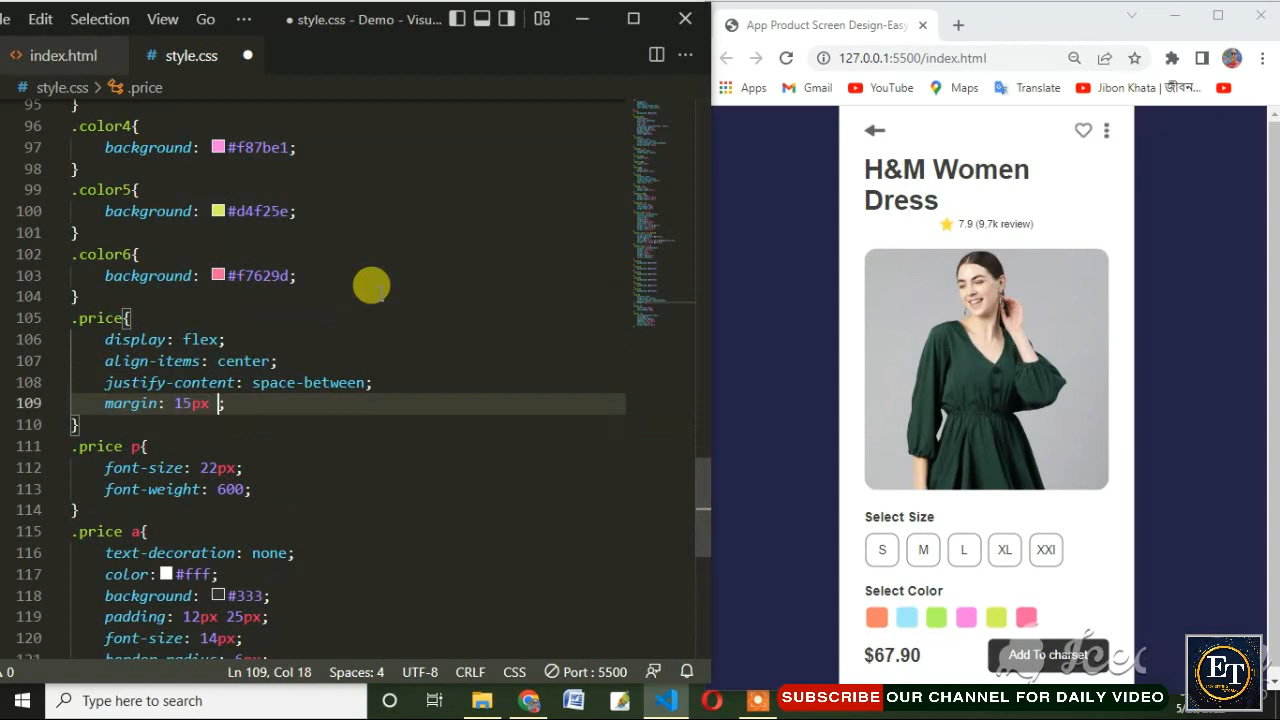 Edit Selection View Go ··· ● style.css - Demo - Visu...
<> index.html
# style.css ●
# style.css > .price
95 }
96 .color4{
97 background: #f87be1;
98 }
99 .color5{
100 background: #d4f25e;
101 }
102 .color6{
103 background: #f7629d;
104 }
105 .price{
106 display: flex;
107 align-items: center;
108 justify-content: space-between;
109 margin: 15px ;
110 }
111 .price p{
112 font-size: 22px;
113 font-weight: 600;
114 }
115 .price a{
116 text-decoration: none;
117 color: #fff;
118 background: #333;
119 padding: 12px 25px;
120 font-size: 14px;
121 border-radius: 6px;
0 Ln 109, Col 18 Spaces: 4 UTF-8 CRLF CSS Port : 5500
Type here to search
App Product Screen Design-Easy
127.0.0.1:5500/index.html
Apps Gmail YouTube Maps Translate Jibon Khata | জীবন...
H&M Women
Dress
7.9 (9,7k review)
Select Size
S M L XL XXl
Select Color
$67.90 Add To charset
ET
SUBSCRIBE OUR CHANNEL FOR DAILY VIDEO